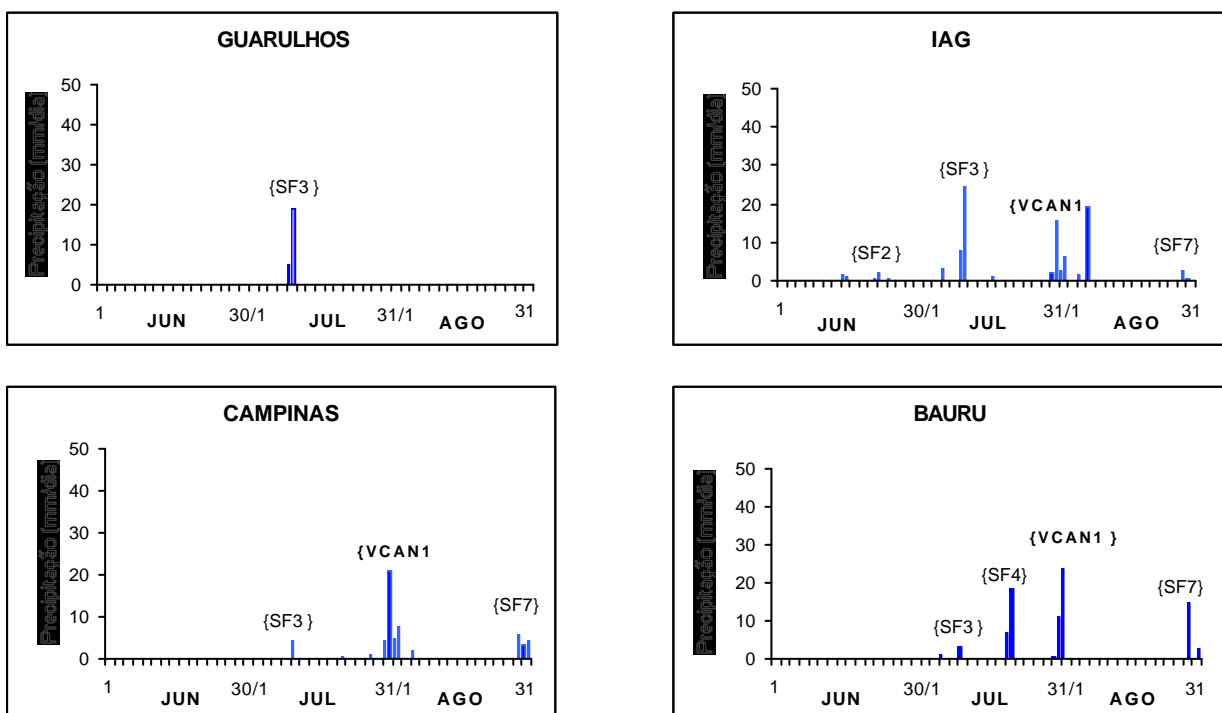 GUARULHOS
Precipitação (mm/dia)
50
40
30
20
10
0
{SF3 }
1 30/1 31/1 31
JUN JUL AGO
IAG
Precipitação (mm/dia)
50
40
30
20
10
0
{SF2 }
{SF3 }
{VCAN1
{SF7}
1 30/1 31/1 31
JUN JUL AGO
CAMPINAS
Precipitação (mm/dia)
50
40
30
20
10
0
{SF3 }
{VCAN1
{SF7}
1 30/1 31/1 31
JUN JUL AGO
BAURU
Precipitação (mm/dia)
50
40
30
20
10
0
{SF3 }
{SF4}
{VCAN1 }
{SF7}
1 30/1 31/1 31
JUN JUL AGO